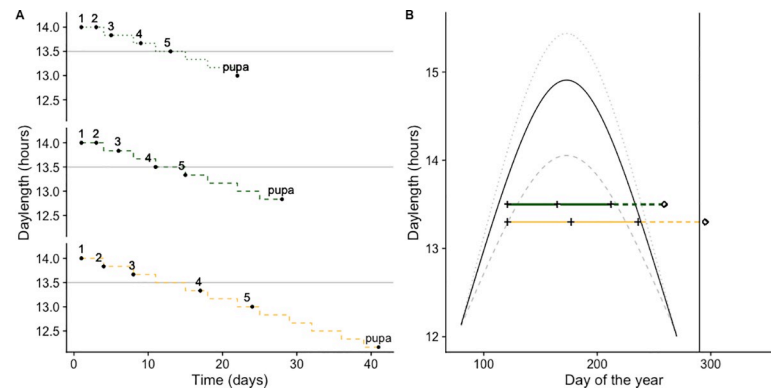 A
1 2 3 4 5 pupa
14.0
13.5
13.0
12.5
1 2 3 4 5 pupa
14.0
13.5
13.0
12.5
1 2 3 4 5 pupa
14.0
13.5
13.0
12.5
0 10 20 30 40
Time (days)
Daylength (hours)
B
15
14
13
12
100 200 300
Day of the year
Daylength (hours)